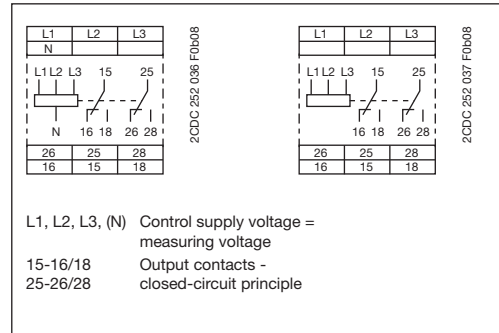 L1 L2 L3
N
L1 L2 L3 15 25
N 16 18 26 28
26 25 28
16 15 18
2CDC 252 036 F0b08
L1 L2 L3
L1 L2 L3 15 25
16 18 26 28
26 25 28
16 15 18
2CDC 252 037 F0b08
L1, L2, L3, (N) Control supply voltage =
measuring voltage
15-16/18 Output contacts -
25-26/28 closed-circuit principle